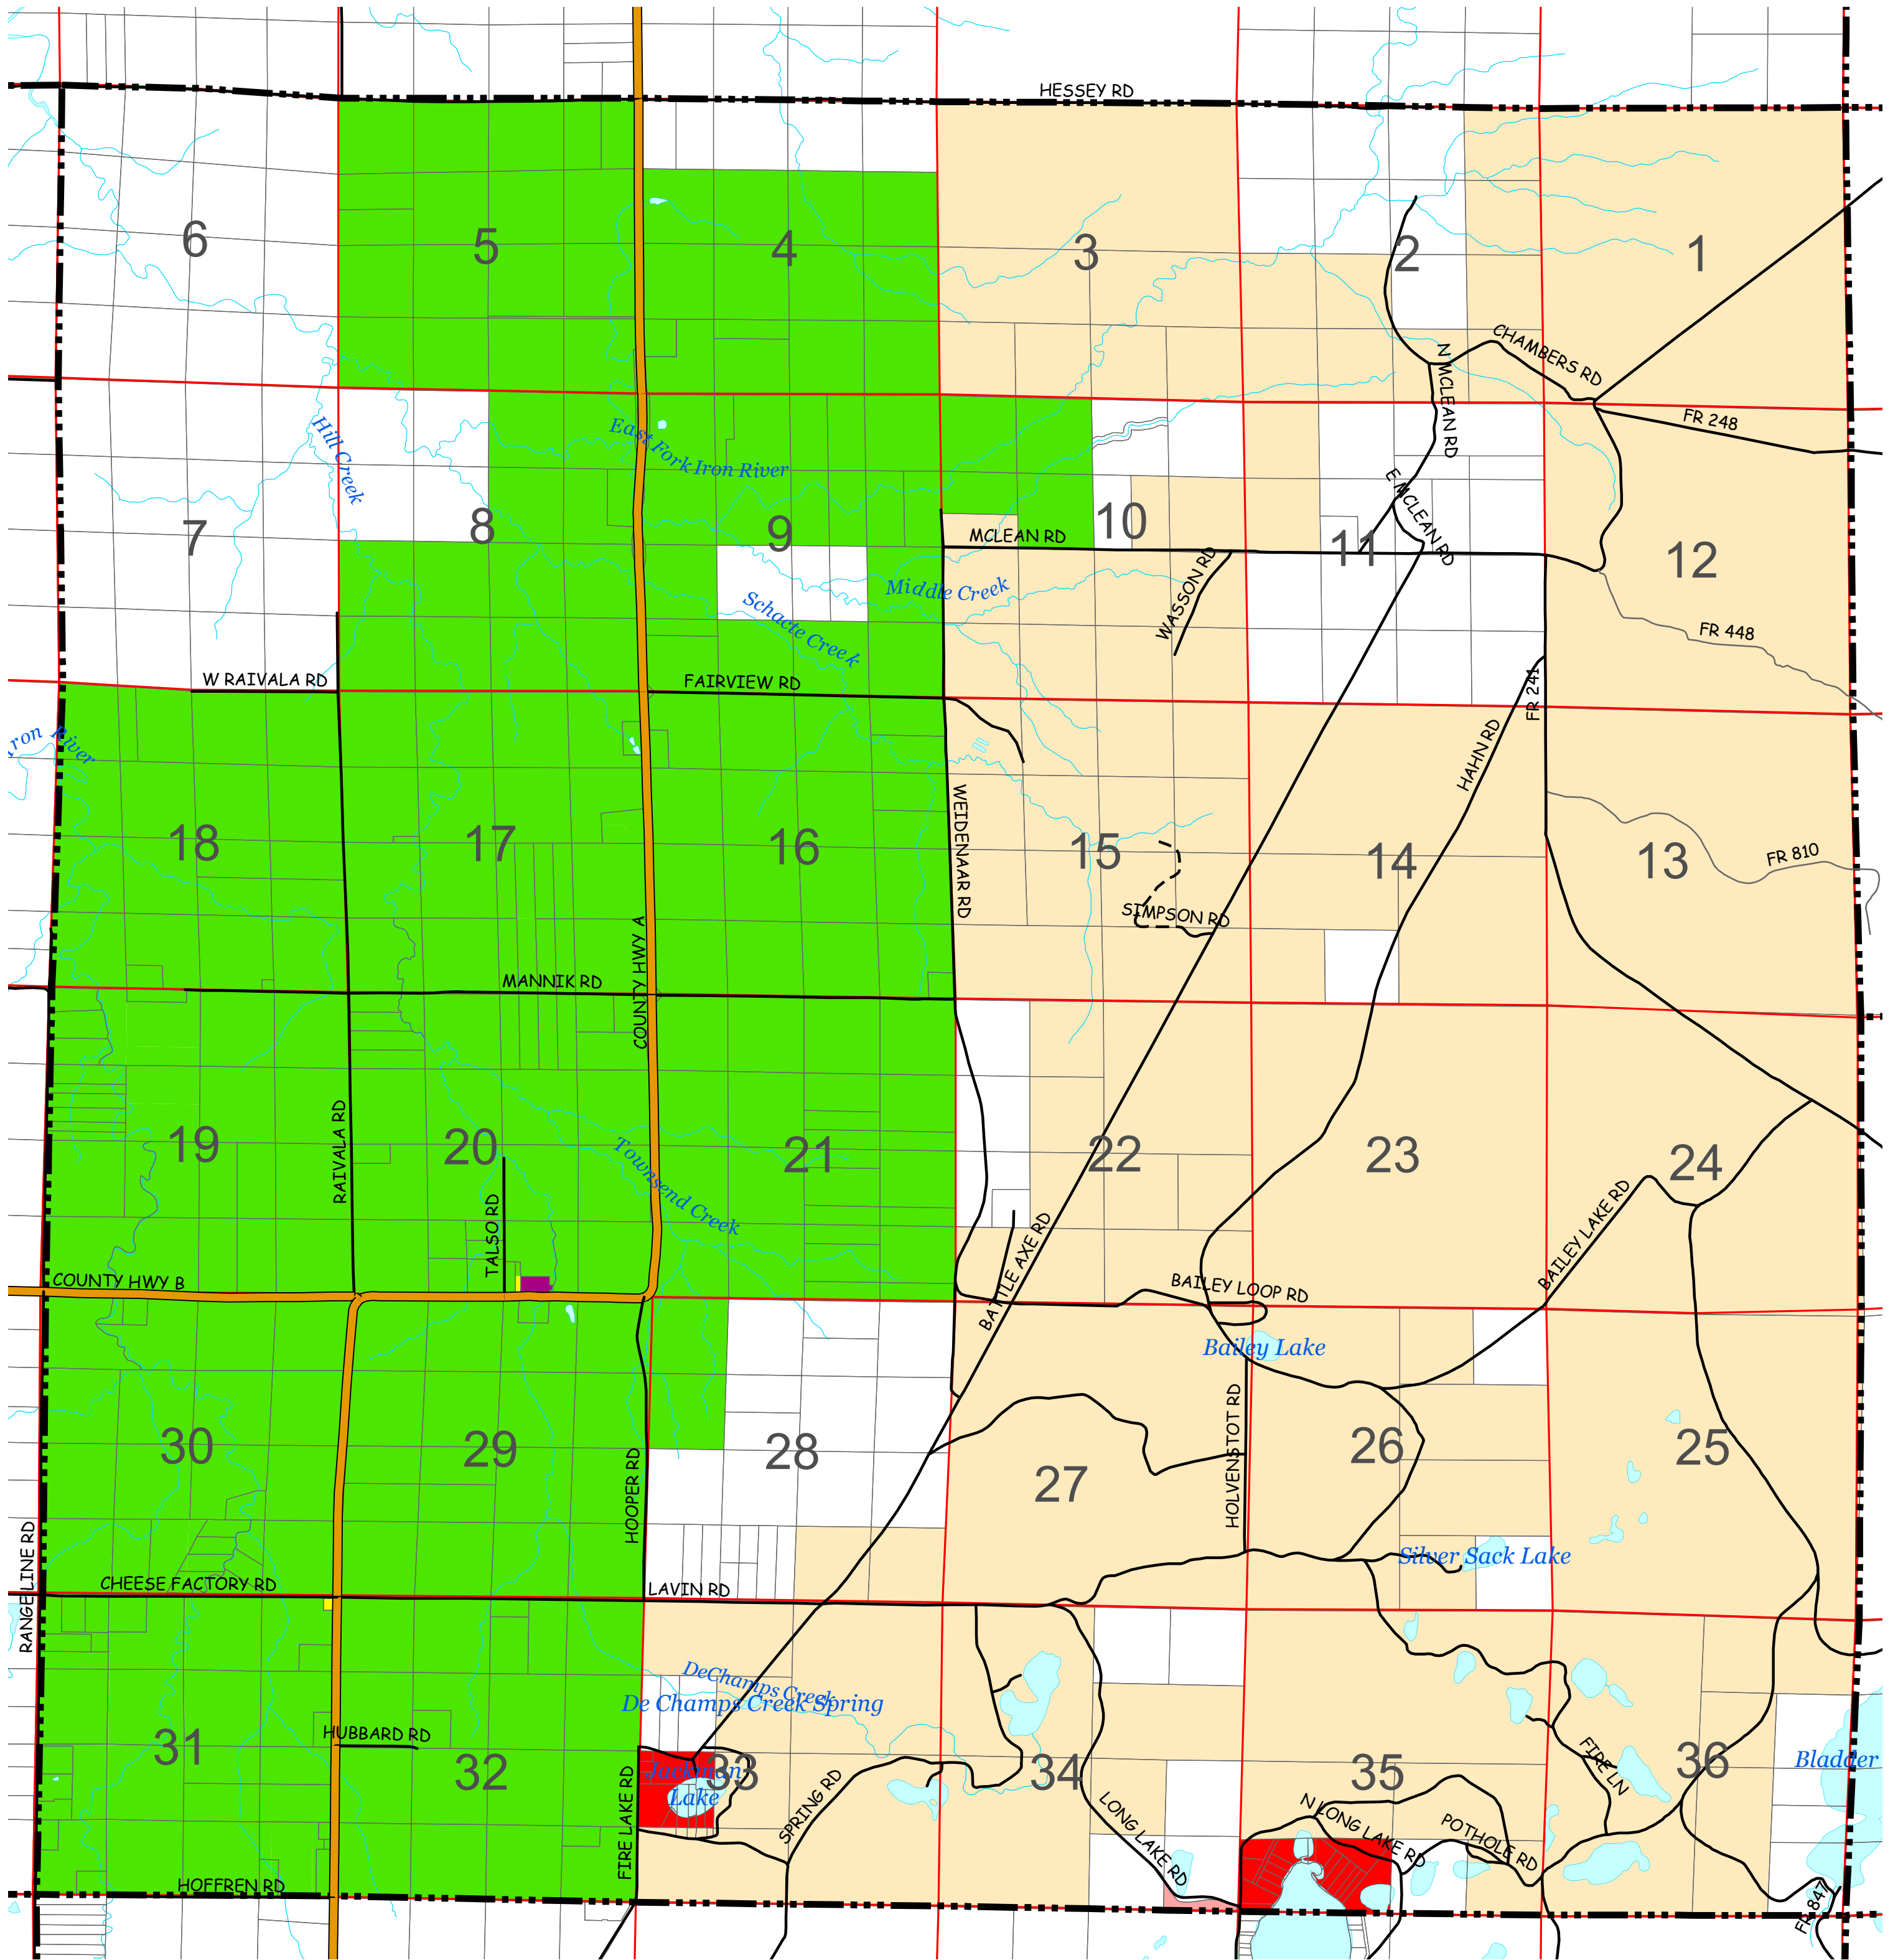 HESSEY RD
6
5
4
3
2
1
CHAMBERS RD
N MCLEAN RD
FR 248
Hill Creek
East Fork Iron River
E MCLEAN RD
7
8
9
10
11
12
MCLEAN RD
WASSON RD
Middle Creek
Schacte Creek
FR 448
W RAIVALA RD
FAIRVIEW RD
FR 241
HAHN RD
Iron River
WEIDENAAR RD
18
17
16
15
14
13
FR 810
SIMPSON RD
COUNTY HWY A
MANNIK RD
RAIVALA RD
19
20
21
22
23
24
Townsend Creek
TALSO RD
BATTLE AXE RD
BAILEY LAKE RD
COUNTY HWY B
BAILEY LOOP RD
Bailey Lake
HOLVENSTOT RD
30
29
28
27
26
25
HOOPER RD
RANGELINE RD
Silver Sack Lake
CHEESE FACTORY RD
LAVIN RD
DeChamps Creek
De Champs Creek Spring
31
HUBBARD RD
32
33
34
35
36
Jackman
Lake
FIRE LN
Bladder
FIRE LAKE RD
SPRING RD
LONG LAKE RD
N LONG LAKE RD
POTHOLE RD
HOFFREN RD
FR 847